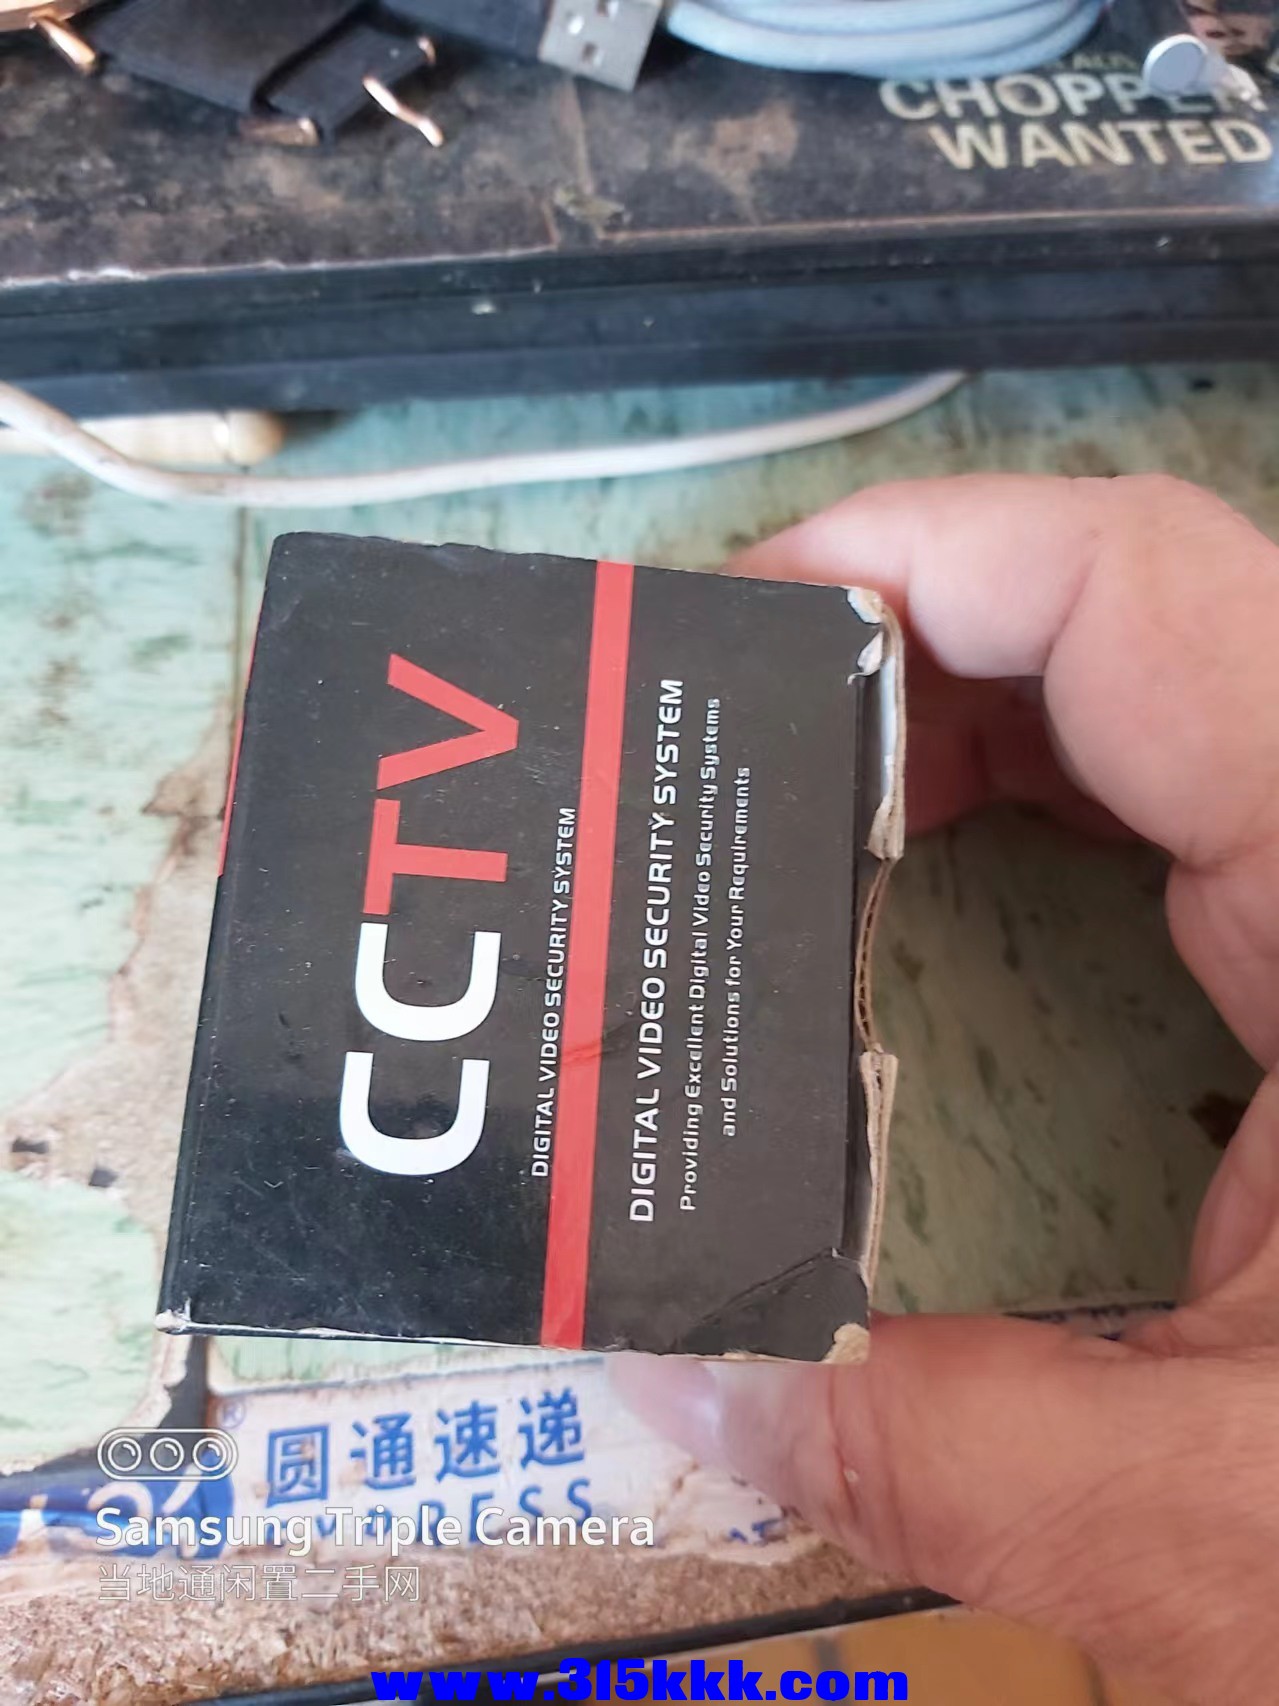 CHOPPER
WANTED
CCTV
DIGITAL VIDEO SECURITY SYSTEM
DIGITAL VIDEO SECURITY SYSTEM
Providing Excellent Digital Video Security Systems
and Solutions for Your Requirements
圆通速递
®
Samsung Triple Camera
当地通闲置二手网
www.315kkk.com